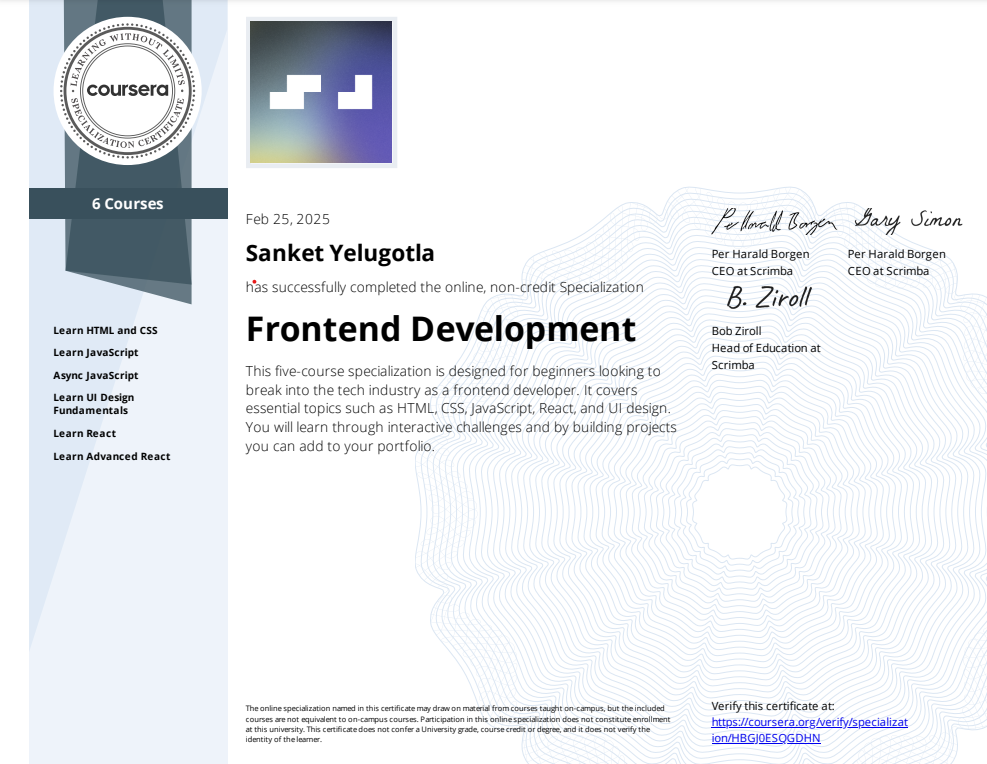 LEARNING WITHOUT LIMITS
coursera
SPECIALIZATION CERTIFICATE
6 Courses
Learn HTML and CSS
Learn JavaScript
Async JavaScript
Learn UI Design
Fundamentals
Learn React
Learn Advanced React
Feb 25, 2025
Sanket Yelugotla
has successfully completed the online, non-credit Specialization
Frontend Development
This five-course specialization is designed for beginners looking to
break into the tech industry as a frontend developer. It covers
essential topics such as HTML, CSS, JavaScript, React, and UI design.
You will learn through interactive challenges and by building projects
you can add to your portfolio.
Per Harald Borgen
Gary Simon
Per Harald Borgen
CEO at Scrimba
Per Harald Borgen
CEO at Scrimba
B. Ziroll
Bob Ziroll
Head of Education at
Scrimba
The online specialization named in this certificate may draw on material from courses taught on-campus, but the included
courses are not equivalent to on-campus courses. Participation in this online specialization does not constitute enrollment
at this university. This certificate does not confer a University grade, course credit or degree, and it does not verify the
identity of the learner.
Verify this certificate at:
https://coursera.org/verify/specializat
ion/HBGJ0ESQGDHN